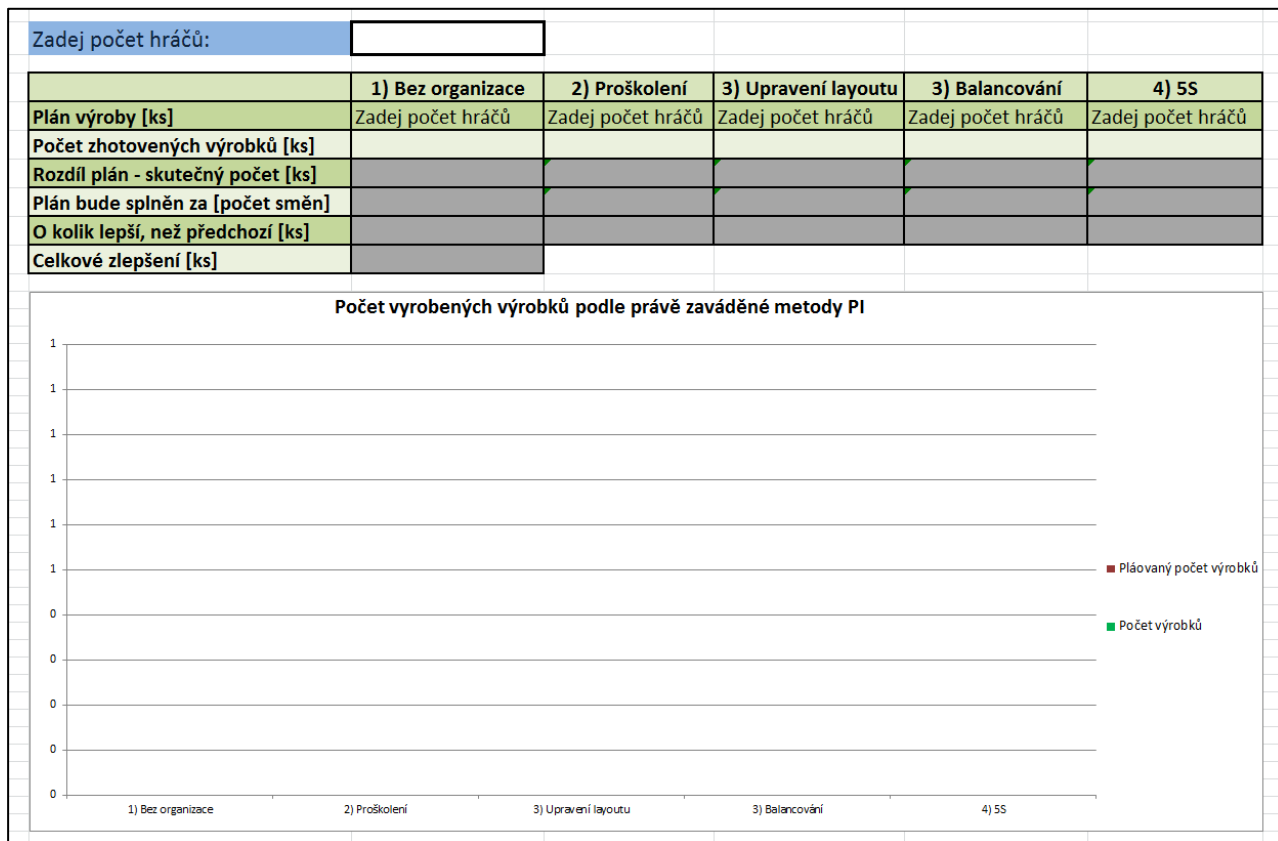 Zadej počet hráčů:
1) Bez organizace 2) Proškolení 3) Upravení layoutu 3) Balancování 4) 5S
Plán výroby [ks] Zadej počet hráčů Zadej počet hráčů Zadej počet hráčů Zadej počet hráčů Zadej počet hráčů
Počet zhotovených výrobků [ks]
Rozdíl plán - skutečný počet [ks]
Plán bude splněn za [počet směn]
O kolik lepší, než předchozí [ks]
Celkové zlepšení [ks]
Počet vyrobených výrobků podle právě zaváděné metody PI
1
1
1
1
1
1
0
0
0
0
0
Pláovaný počet výrobků
Počet výrobků
1) Bez organizace 2) Proškolení 3) Upravení layoutu 3) Balancování 4) 5S